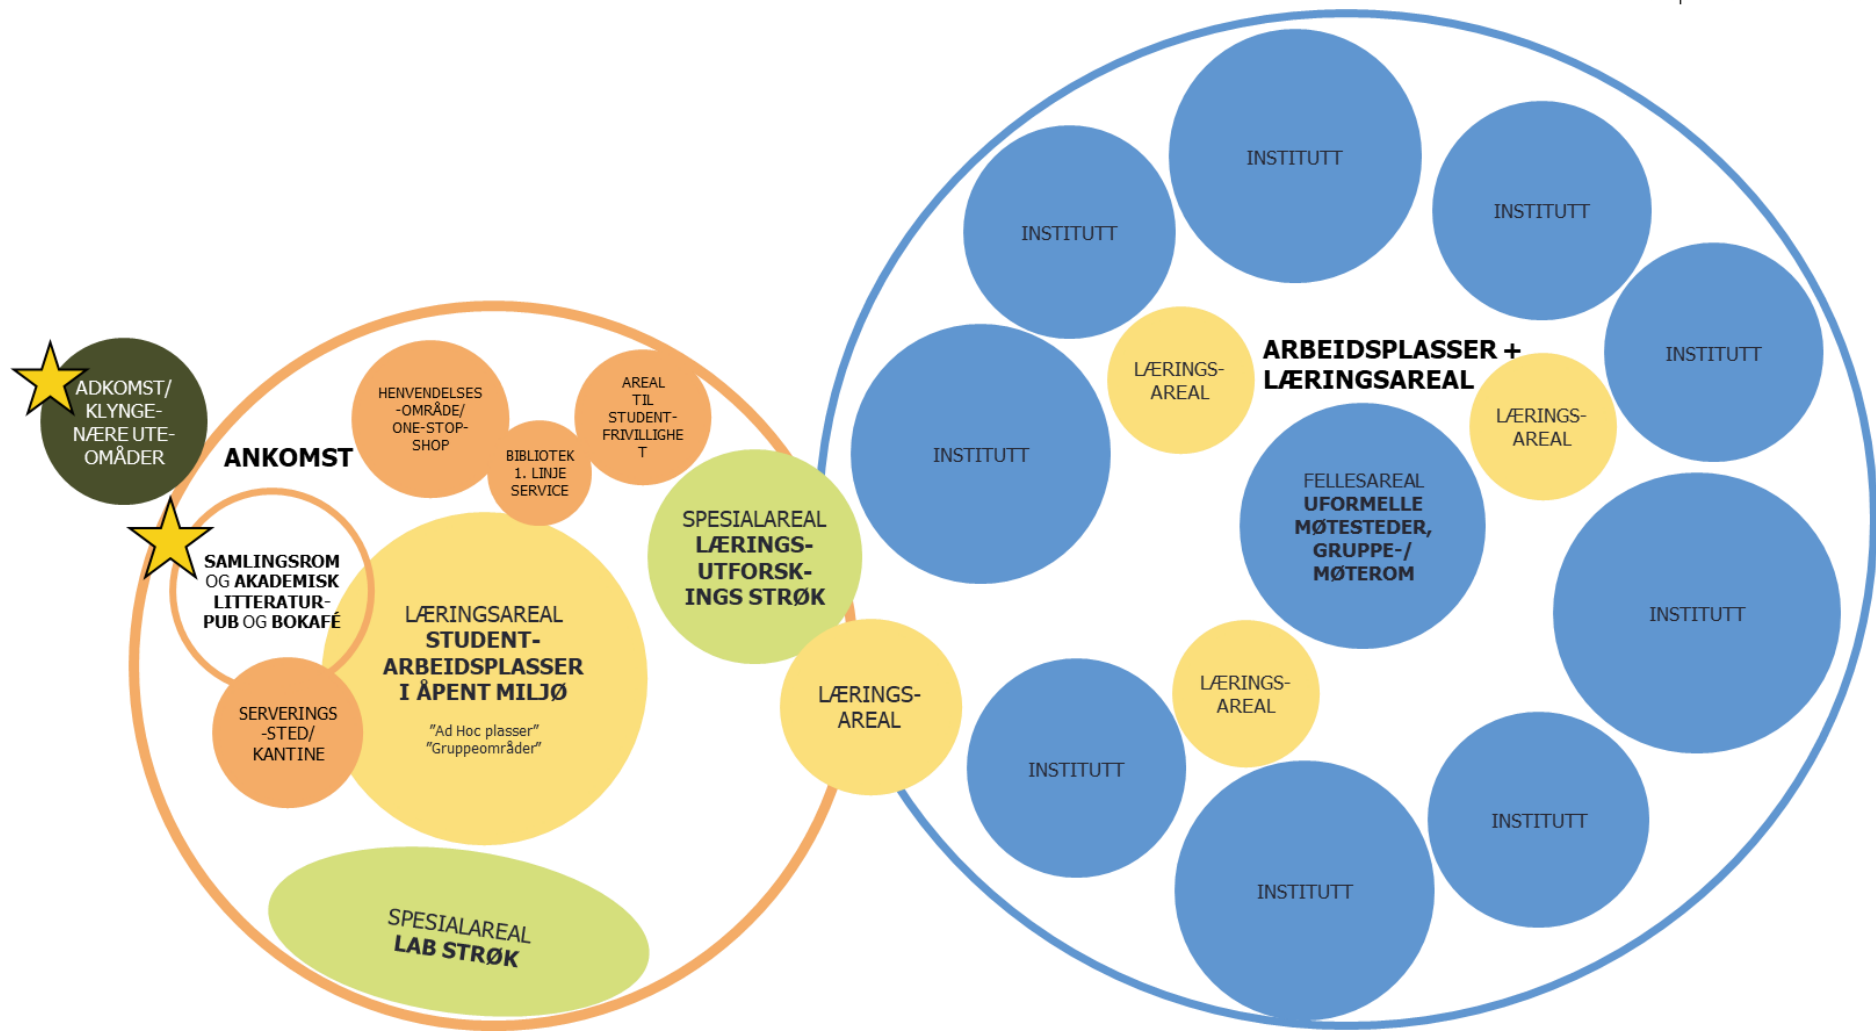 ADKOMST/
KLYNGE-
NÆRE UTE-
OMÅDER
ANKOMST
HENVENDELSES
-OMRÅDE/
ONE-STOP-
SHOP
BIBLIOTEK
1. LINJE
SERVICE
AREAL
TIL
STUDENT-
FRIVILLIGHE
T
SAMLINGSROM
OG AKADEMISK
LITTERATUR-
PUB OG BOKAFÉ
SERVERINGS
-STED/
KANTINE
LÆRINGSAREAL
STUDENT-
ARBEIDSPLASSER
I ÅPENT MILJØ
”Ad Hoc plasser”
”Gruppeområder”
SPESIALAREAL
LÆRINGS-
UTFORSK-
INGS STRØK
LÆRINGS-
AREAL
SPESIALAREAL
LAB STRØK
INSTITUTT
INSTITUTT
INSTITUTT
INSTITUTT
INSTITUTT
LÆRINGS-
AREAL
ARBEIDSPLASSER +
LÆRINGSAREAL
LÆRINGS-
AREAL
FELLESAREAL
UFORMELLE
MØTESTEDER,
GRUPPE-/
MØTEROM
INSTITUTT
LÆRINGS-
AREAL
INSTITUTT
INSTITUTT
INSTITUTT